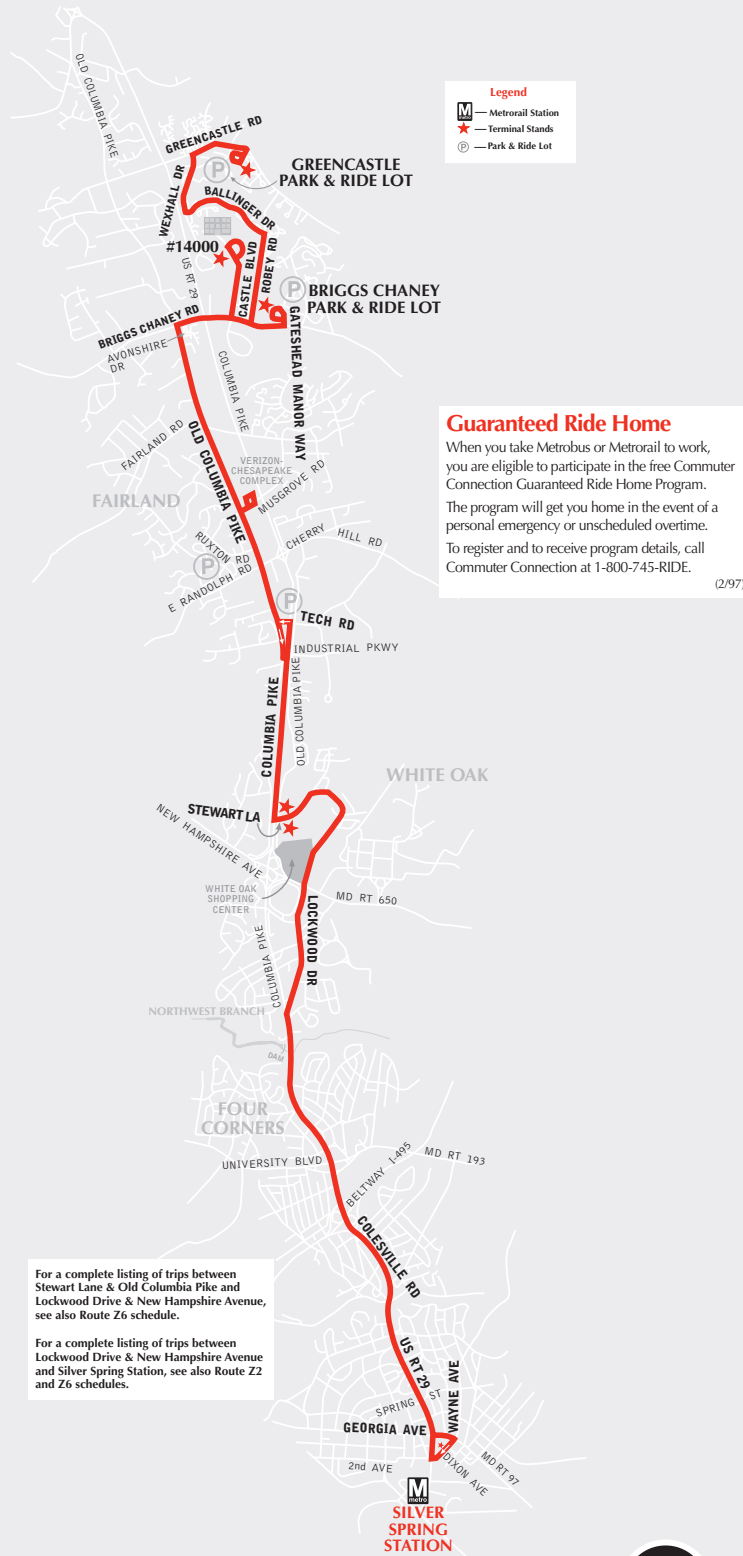 OLD COLUMBIA PIKE
Legend
M
metro
— Metrorail Station
★ — Terminal Stands
P — Park & Ride Lot
GREENCASTLE RD
P
GREENCASTLE
PARK & RIDE LOT
WEXHALL DR
BALLINGER DR
#14000
US RT 29
CASTLE BLVD
ROBEY RD
P
BRIGGS CHANEY
PARK & RIDE LOT
BRIGGS CHANEY RD
AVONSHIRE
DR
GATESHEAD MANOR WAY
COLUMBIA PIKE
Guaranteed Ride Home
When you take Metrobus or Metrorail to work,
you are eligible to participate in the free Commuter
Connection Guaranteed Ride Home Program.
The program will get you home in the event of a
personal emergency or unscheduled overtime.
To register and to receive program details, call
Commuter Connection at 1-800-745-RIDE.
(2/97)
FAIRLAND RD
OLD COLUMBIA PIKE
VERIZON-
CHESAPEAKE
COMPLEX
MUSGROVE RD
FAIRLAND
CHERRY HILL RD
RUXTON RD
P
E RANDOLPH RD
P
TECH RD
INDUSTRIAL PKWY
COLUMBIA PIKE
OLD COLUMBIA PIKE
WHITE OAK
STEWART LA
NEW HAMPSHIRE AVE
WHITE OAK
SHOPPING
CENTER
MD RT 650
LOCKWOOD DR
COLUMBIA PIKE
NORTHWEST BRANCH
DAM
FOUR
CORNERS
UNIVERSITY BLVD
BELTWAY I-495
MD RT 193
COLESVILLE RD
For a complete listing of trips between
Stewart Lane & Old Columbia Pike and
Lockwood Drive & New Hampshire Avenue,
see also Route Z6 schedule.
For a complete listing of trips between
Lockwood Drive & New Hampshire Avenue
and Silver Spring Station, see also Route Z2
and Z6 schedules.
US RT 29
SPRING ST
WAYNE AVE
GEORGIA AVE
2nd AVE
DIXON AVE
MD RT 97
M
metro
SILVER
SPRING
STATION